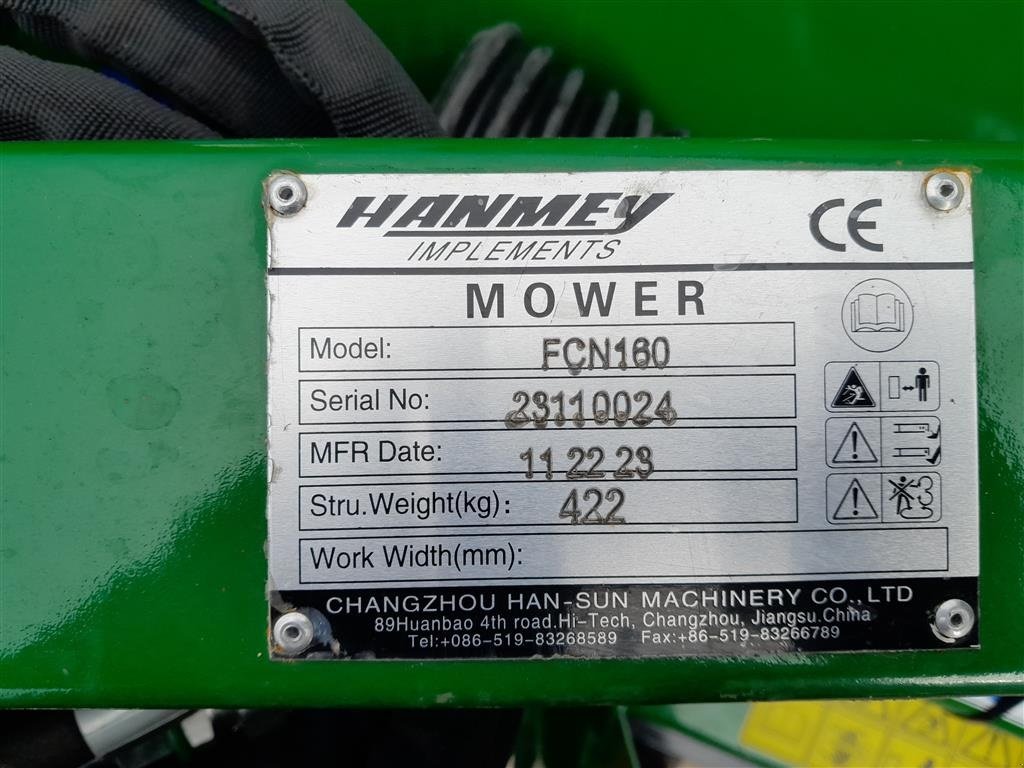 HANMEY
IMPLEMENTS
CE
MOWER
Model: FCN160
Serial No: 23110024
MFR Date: 11 22 23
Stru.Weight(kg): 422
Work Width(mm):
CHANGZHOU HAN-SUN MACHINERY CO.,LTD
89Huanbao 4th road.Hi-Tech, Changzhou, Jiangsu.China
Tel:+086-519-83268589 Fax:+86-519-83266789